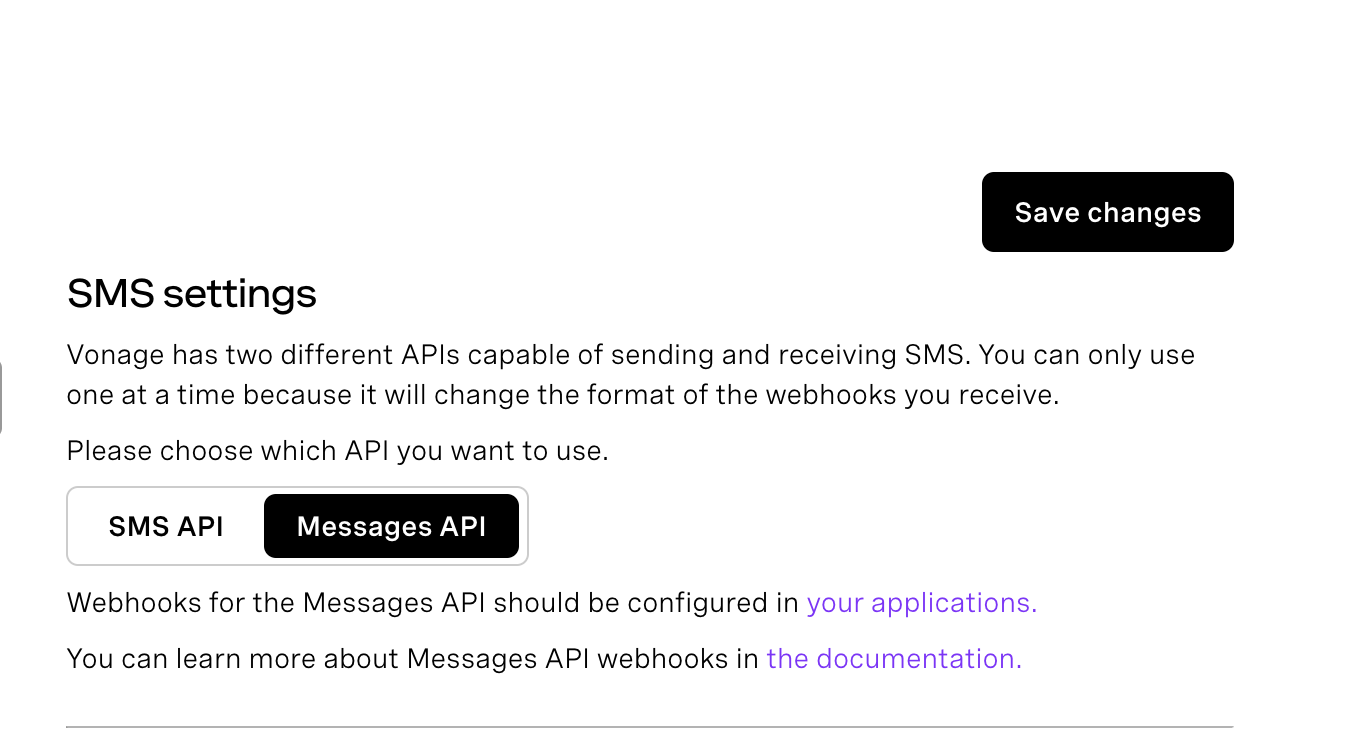 Save changes
SMS settings
Vonage has two different APIs capable of sending and receiving SMS. You can only use
one at a time because it will change the format of the webhooks you receive.
Please choose which API you want to use.
SMS API Messages API
Webhooks for the Messages API should be configured in your applications.
You can learn more about Messages API webhooks in the documentation.